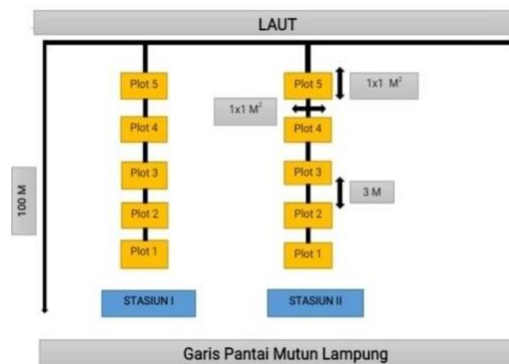 LAUT
Plot 5
Plot 5
1x1 M²
1x1 M²
Plot 4
Plot 4
Plot 3
Plot 3
100 M
3 M
Plot 2
Plot 2
Plot 1
Plot 1
STASIUN I
STASIUN II
Garis Pantai Mutun Lampung